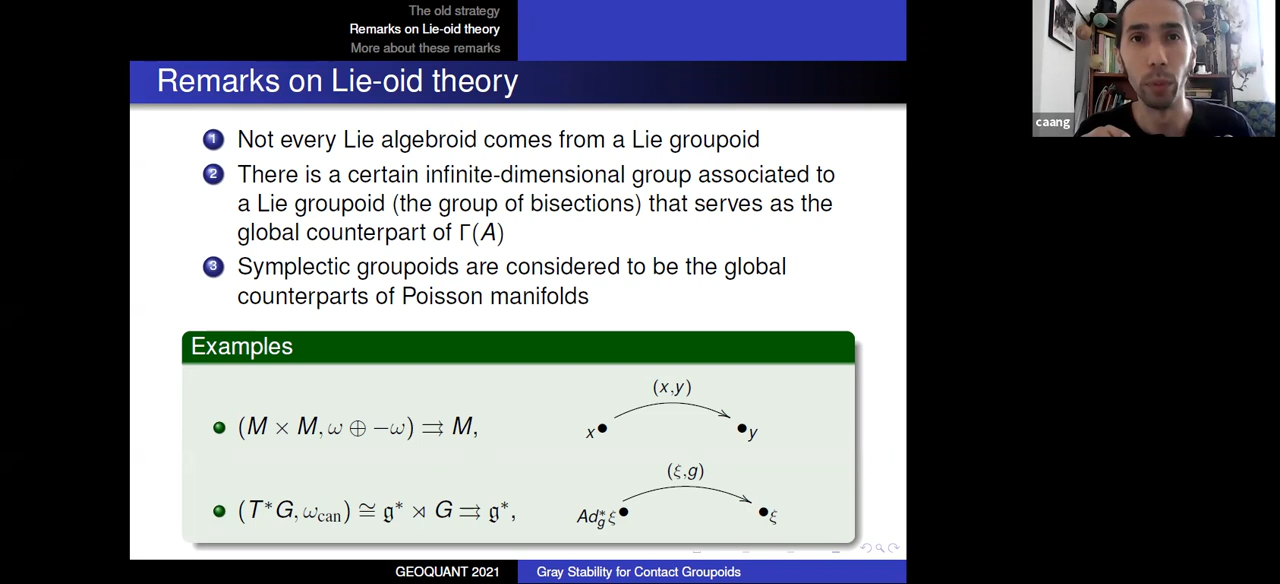 The old strategy
Remarks on Lie-oid theory
More about these remarks
Remarks on Lie-oid theory
caang
1 Not every Lie algebroid comes from a Lie groupoid
2 There is a certain infinite-dimensional group associated to
a Lie groupoid (the group of bisections) that serves as the
global counterpart of Γ(A)
3 Symplectic groupoids are considered to be the global
counterparts of Poisson manifolds
Examples
(x,y)
(M × M, ω ⊕ −ω) ⇉ M,
x y
(ξ,g)
(T*G, ω_can) ≅ 𝔤* ⋊ G ⇉ 𝔤*,
Ad*_g ξ ξ
GEOQUANT 2021 Gray Stability for Contact Groupoids